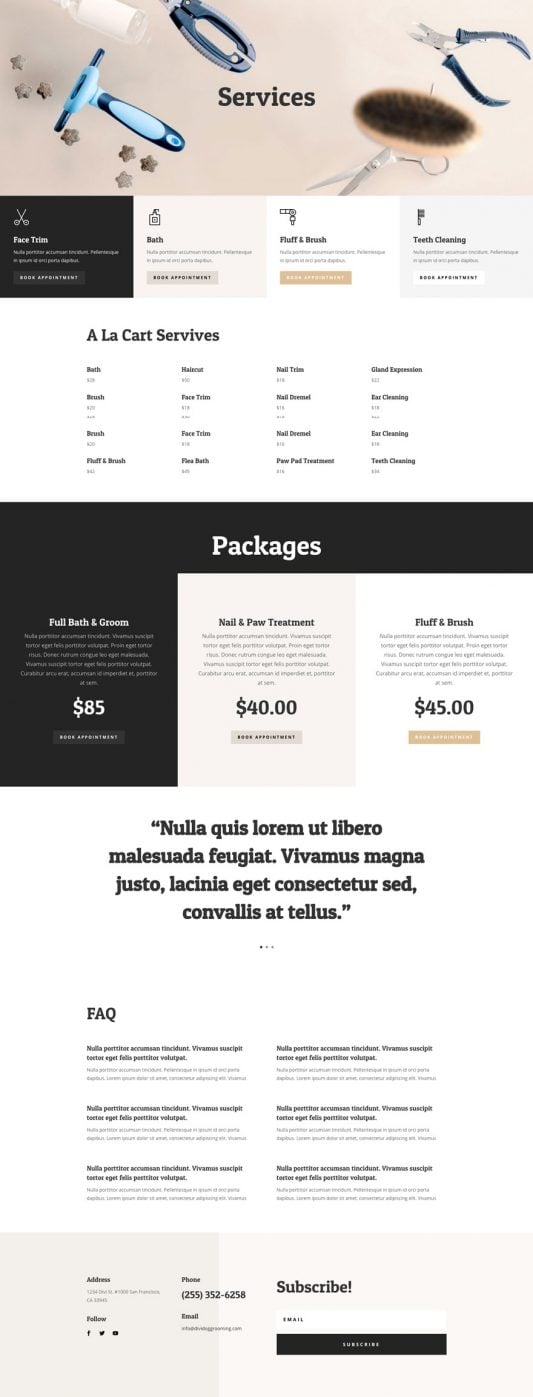 Services
Face Trim
Nulla porttitor accumsan tincidunt. Pellentesque
in ipsum id orci porta dapibus.
BOOK APPOINTMENT
Bath
Nulla porttitor accumsan tincidunt. Pellentesque
in ipsum id orci porta dapibus.
BOOK APPOINTMENT
Fluff & Brush
Nulla porttitor accumsan tincidunt. Pellentesque
in ipsum id orci porta dapibus.
BOOK APPOINTMENT
Teeth Cleaning
Nulla porttitor accumsan tincidunt. Pellentesque
in ipsum id orci porta dapibus.
BOOK APPOINTMENT
A La Cart Servives
Bath
Haircut
Nail Trim
Gland Expression
$28
$50
$18
$22
Brush
Face Trim
Nail Dremel
Ear Cleaning
$20
$18
$16
$18
Brush
Face Trim
Nail Dremel
Ear Cleaning
$20
$18
$16
$18
Fluff & Brush
Flea Bath
Paw Pad Treatment
Teeth Cleaning
$42
$45
$16
$34
Packages
Full Bath & Groom
Nulla porttitor accumsan tincidunt. Vivamus suscipit
tortor eget felis porttitor volutpat. Proin eget tortor
risus. Donec rutrum congue leo eget malesuada.
Vivamus suscipit tortor eget felis porttitor volutpat.
Curabitur arcu erat, accumsan id imperdiet et, porttitor
at sem.
$85
BOOK APPOINTMENT
Nail & Paw Treatment
Nulla porttitor accumsan tincidunt. Vivamus suscipit
tortor eget felis porttitor volutpat. Proin eget tortor
risus. Donec rutrum congue leo eget malesuada.
Vivamus suscipit tortor eget felis porttitor volutpat.
Curabitur arcu erat, accumsan id imperdiet et, porttitor
at sem.
$40.00
BOOK APPOINTMENT
Fluff & Brush
Nulla porttitor accumsan tincidunt. Vivamus suscipit
tortor eget felis porttitor volutpat. Proin eget tortor
risus. Donec rutrum congue leo eget malesuada.
Vivamus suscipit tortor eget felis porttitor volutpat.
Curabitur arcu erat, accumsan id imperdiet et, porttitor
at sem.
$45.00
BOOK APPOINTMENT
“Nulla quis lorem ut libero
malesuada feugiat. Vivamus magna
justo, lacinia eget consectetur sed,
convallis at tellus.”
FAQ
Nulla porttitor accumsan tincidunt. Vivamus suscipit
tortor eget felis porttitor volutpat.
Nulla porttitor accumsan tincidunt. Pellentesque in ipsum id orci porta
dapibus. Lorem ipsum dolor sit amet, consectetur adipiscing elit. Vivamus
Nulla porttitor accumsan tincidunt. Vivamus suscipit
tortor eget felis porttitor volutpat.
Nulla porttitor accumsan tincidunt. Pellentesque in ipsum id orci porta
dapibus. Lorem ipsum dolor sit amet, consectetur adipiscing elit. Vivamus
Nulla porttitor accumsan tincidunt. Vivamus suscipit
tortor eget felis porttitor volutpat.
Nulla porttitor accumsan tincidunt. Pellentesque in ipsum id orci porta
dapibus. Lorem ipsum dolor sit amet, consectetur adipiscing elit. Vivamus
Nulla porttitor accumsan tincidunt. Vivamus suscipit
tortor eget felis porttitor volutpat.
Nulla porttitor accumsan tincidunt. Pellentesque in ipsum id orci porta
dapibus. Lorem ipsum dolor sit amet, consectetur adipiscing elit. Vivamus
Nulla porttitor accumsan tincidunt. Vivamus suscipit
tortor eget felis porttitor volutpat.
Nulla porttitor accumsan tincidunt. Pellentesque in ipsum id orci porta
dapibus. Lorem ipsum dolor sit amet, consectetur adipiscing elit. Vivamus
Nulla porttitor accumsan tincidunt. Vivamus suscipit
tortor eget felis porttitor volutpat.
Nulla porttitor accumsan tincidunt. Pellentesque in ipsum id orci porta
dapibus. Lorem ipsum dolor sit amet, consectetur adipiscing elit. Vivamus
Address
1234 Divi St. #1000 San Francisco,
CA 33945
Follow
Phone
(255) 352-6258
Email
info@dividoggrooming.com
Subscribe!
EMAIL
SUBSCRIBE